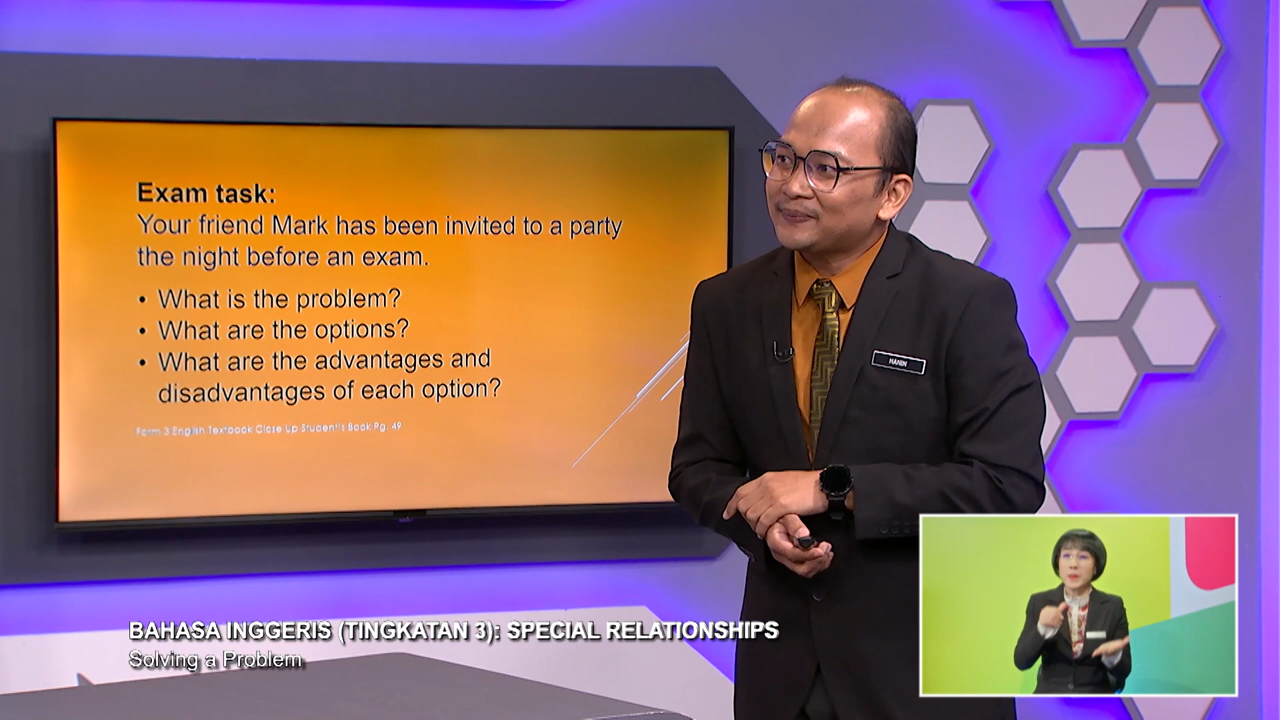 Exam task:
Your friend Mark has been invited to a party
the night before an exam.
• What is the problem?
• What are the options?
• What are the advantages and
disadvantages of each option?
Form 3 English Textbook Close Up Student's Book Pg. 49
HANIN
BAHASA INGGERIS (TINGKATAN 3): SPECIAL RELATIONSHIPS
Solving a Problem